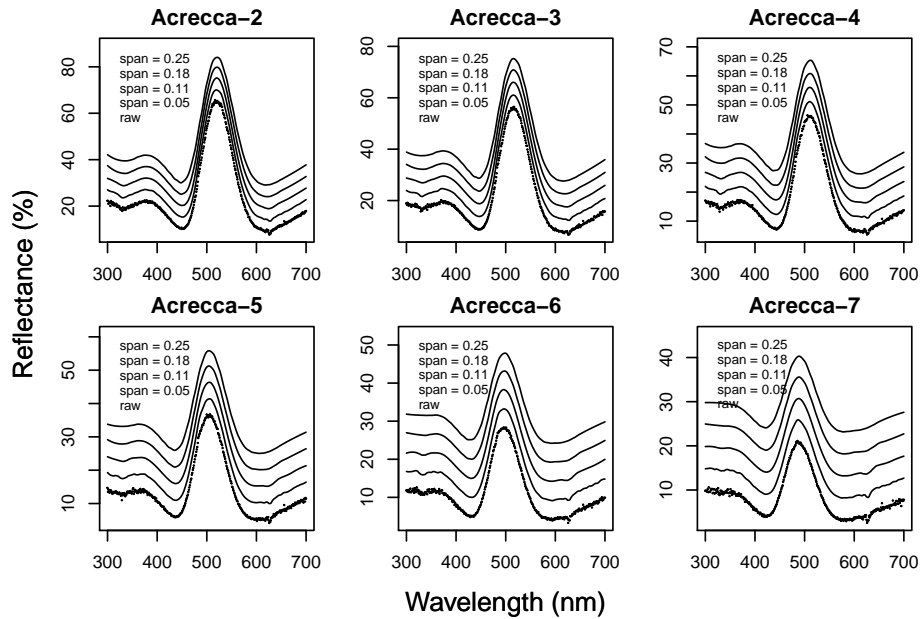 Acrecca−2
Acrecca−3
Acrecca−4
span = 0.25
span = 0.18
span = 0.11
span = 0.05
raw
span = 0.25
span = 0.18
span = 0.11
span = 0.05
raw
span = 0.25
span = 0.18
span = 0.11
span = 0.05
raw
20 40 60 80
20 40 60 80
10 30 50 70
300 400 500 600 700
300 400 500 600 700
300 400 500 600 700
Acrecca−5
Acrecca−6
Acrecca−7
span = 0.25
span = 0.18
span = 0.11
span = 0.05
raw
span = 0.25
span = 0.18
span = 0.11
span = 0.05
raw
span = 0.25
span = 0.18
span = 0.11
span = 0.05
raw
10 30 50
10 20 30 40 50
10 20 30 40
300 400 500 600 700
300 400 500 600 700
300 400 500 600 700
Reflectance (%)
Wavelength (nm)